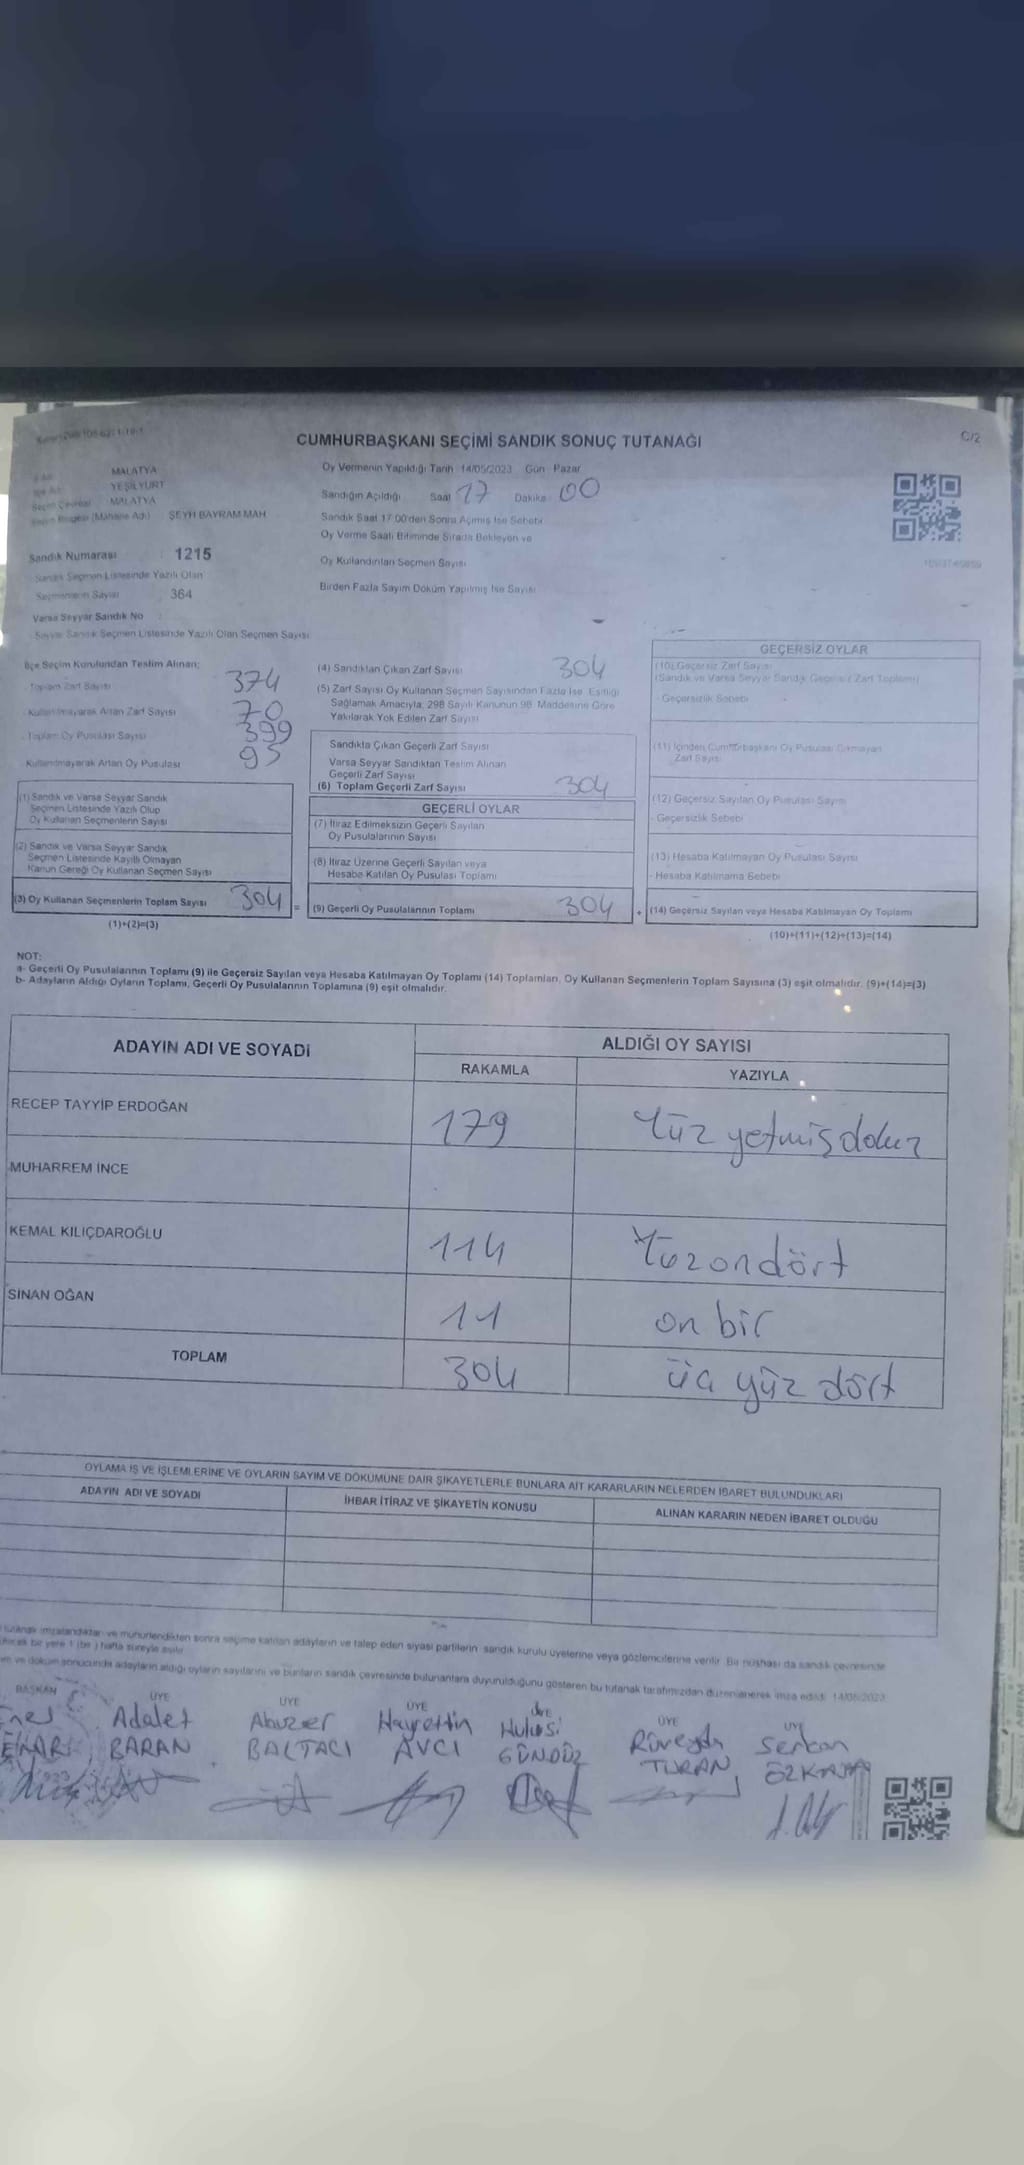 CUMHURBAŞKANI SEÇİMİ SANDIK SONUÇ TUTANAĞI
C/2
MALATYA
YEŞİLYURT
Seçim Çevresi MALATYA
(Mahalle Adı) ŞEYH BAYRAM MAH
Sandık Numarası : 1215
Sandık Seçmen Listesinde Yazılı Olan
Seçmenlerin Sayısı 364
Varsa Seyyar Sandık No
Seyyar Sandık Seçmen Listesinde Yazılı Olan Seçmen Sayısı
Oy Vermenin Yapıldığı Tarih 14/05/2023 Gün Pazar
Sandığın Açıldığı Saat 17 Dakika 00
Sandık Saat 17:00'den Sonra Açılmış İse Sebebi
Oy Verme Saati Bitiminde Sırada Bekleyen ve
Oy Kullandırılan Seçmen Sayısı
Birden Fazla Sayım Döküm Yapılmış İse Sayısı
İlçe Seçim Kurulundan Teslim Alınan;
Toplam Zarf Sayısı 374
Kullanılmayarak Artan Zarf Sayısı 70
Toplam Oy Pusulası Sayısı 399
Kullanılmayarak Artan Oy Pusulası 95
(1) Sandık ve Varsa Seyyar Sandık
Seçmen Listesinde Yazılı Olup
Oy Kullanan Seçmenlerin Sayısı
(2) Sandık ve Varsa Seyyar Sandık
Seçmen Listesinde Kayıtlı Olmayan
Kanun Gereği Oy Kullanan Seçmen Sayısı
(3) Oy Kullanan Seçmenlerin Toplam Sayısı 304
(1)+(2)=(3)
(4) Sandıktan Çıkan Zarf Sayısı 304
(5) Zarf Sayısı Oy Kullanan Seçmen Sayısından Fazla İse, Eşitliği
Sağlamak Amacıyla, 298 Sayılı Kanunun 98. Maddesine Göre
Yakılarak Yok Edilen Zarf Sayısı
Sandıkta Çıkan Geçerli Zarf Sayısı
Varsa Seyyar Sandıktan Teslim Alınan
Geçerli Zarf Sayısı
(6) Toplam Geçerli Zarf Sayısı 304
GEÇERLİ OYLAR
(7) İtiraz Edilmeksizin Geçerli Sayılan
Oy Pusulalarının Sayısı
(8) İtiraz Üzerine Geçerli Sayılan veya
Hesaba Katılan Oy Pusulası Toplamı
= (9) Geçerli Oy Pusulalarının Toplamı 304
GEÇERSİZ OYLAR
(10) Geçersiz Zarf Sayısı
(Sandık ve Varsa Seyyar Sandık Geçersiz Zarf Toplamı)
- Geçersizlik Sebebi
(11) İçinden Cumhurbaşkanı Oy Pusulası Çıkmayan
Zarf Sayısı
(12) Geçersiz Sayılan Oy Pusulası Sayısı
- Geçersizlik Sebebi
(13) Hesaba Katılmayan Oy Pusulası Sayısı
- Hesaba Katılmama Sebebi
+ (14) Geçersiz Sayılan veya Hesaba Katılmayan Oy Toplamı
(10)+(11)+(12)+(13)=(14)
NOT:
a- Geçerli Oy Pusulalarının Toplamı (9) ile Geçersiz Sayılan veya Hesaba Katılmayan Oy Toplamı (14) Toplamları, Oy Kullanan Seçmenlerin Toplam Sayısına (3) eşit olmalıdır. (9)+(14)=(3)
b- Adayların Aldığı Oyların Toplamı, Geçerli Oy Pusulalarının Toplamına (9) eşit olmalıdır.
ADAYIN ADI VE SOYADI
ALDIĞI OY SAYISI
RAKAMLA YAZIYLA
RECEP TAYYİP ERDOĞAN 179 Yüz yetmiş dokuz
MUHARREM İNCE
KEMAL KILIÇDAROĞLU 114 Yüzondört
SİNAN OĞAN 11 on bir
TOPLAM 304 üç yüz dört
OYLAMA İŞ VE İŞLEMLERİNE VE OYLARIN SAYIM VE DÖKÜMÜNE DAİR ŞİKAYETLERLE BUNLARA AİT KARARLARIN NELERDEN İBARET BULUNDUKLARI
ADAYIN ADI VE SOYADI İHBAR İTİRAZ VE ŞİKAYETİN KONUSU ALINAN KARARIN NEDEN İBARET OLDUĞU
tutanak imzalandıktan ve mühürlendikten sonra seçime katılan adayların ve talep eden siyasi partilerin sandık kurulu üyelerine veya gözlemcilerine verilir. Bir nüshası da sandık çevresinde
bir yere 1 (bir) hafta süreyle asılır
ve döküm sonucunda adayların aldığı oyların sayılarını ve bunların sandık çevresinde bulunanlara duyurulduğunu gösteren bu tutanak tarafımızdan düzenlenerek imza edildi. 14/05/2023
BAŞKAN ÜYE ÜYE ÜYE ÜYE ÜYE ÜYE
Adalet Abuzer Hayrettin Hulusi Rüveyda Serkan
BARAN BALTACI AVCI GÜNDÜZ TURAN